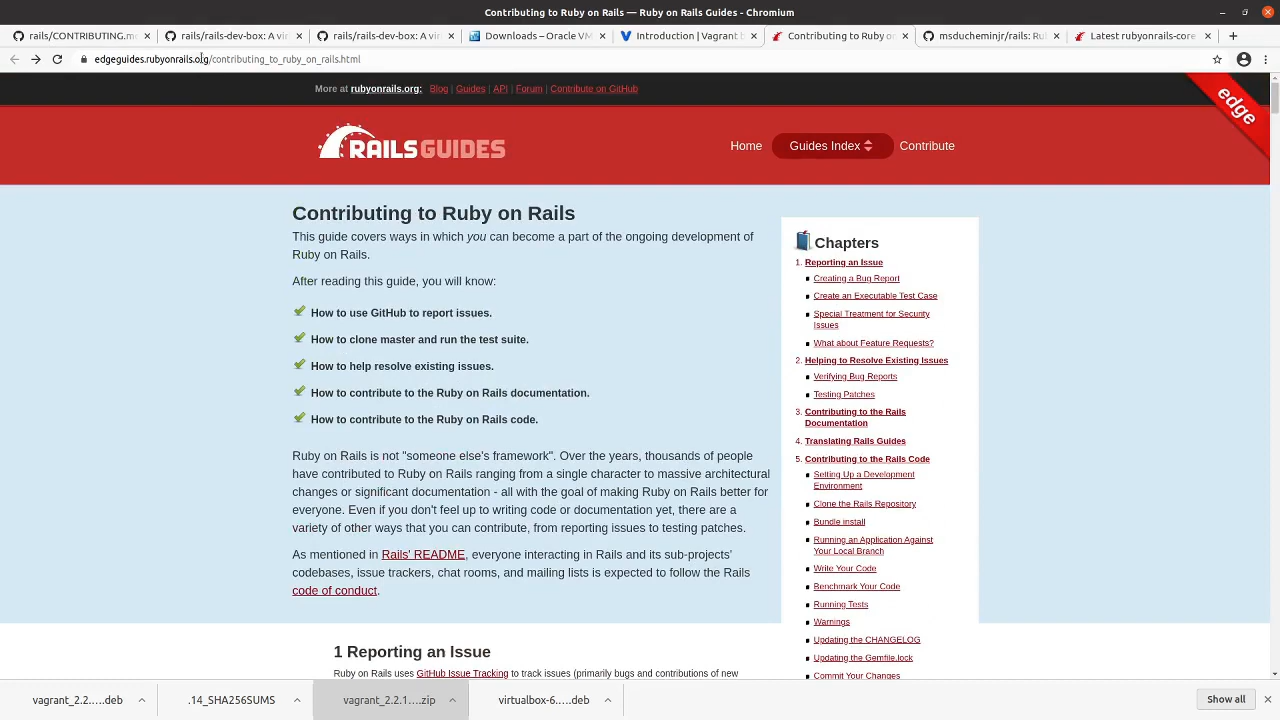 Contributing to Ruby on Rails — Ruby on Rails Guides - Chromium
rails/CONTRIBUTING.m
rails/rails-dev-box: A vi
rails/rails-dev-box: A vi
Downloads – Oracle VM
Introduction | Vagrant b
Contributing to Ruby on
msducheminjr/rails: Rub
Latest rubyonrails-core
edgeguides.rubyonrails.org/contributing_to_ruby_on_rails.html
More at rubyonrails.org: Blog | Guides | API | Forum | Contribute on GitHub
edge
RAILSGUIDES
Home
Guides Index
Contribute
Contributing to Ruby on Rails
This guide covers ways in which you can become a part of the ongoing development of
Ruby on Rails.
After reading this guide, you will know:
How to use GitHub to report issues.
How to clone master and run the test suite.
How to help resolve existing issues.
How to contribute to the Ruby on Rails documentation.
How to contribute to the Ruby on Rails code.
Ruby on Rails is not "someone else's framework". Over the years, thousands of people
have contributed to Ruby on Rails ranging from a single character to massive architectural
changes or significant documentation - all with the goal of making Ruby on Rails better for
everyone. Even if you don't feel up to writing code or documentation yet, there are a
variety of other ways that you can contribute, from reporting issues to testing patches.
As mentioned in Rails' README, everyone interacting in Rails and its sub-projects'
codebases, issue trackers, chat rooms, and mailing lists is expected to follow the Rails
code of conduct.
1 Reporting an Issue
Ruby on Rails uses GitHub Issue Tracking to track issues (primarily bugs and contributions of new
Chapters
1. Reporting an Issue
Creating a Bug Report
Create an Executable Test Case
Special Treatment for Security
Issues
What about Feature Requests?
2. Helping to Resolve Existing Issues
Verifying Bug Reports
Testing Patches
3. Contributing to the Rails
Documentation
4. Translating Rails Guides
5. Contributing to the Rails Code
Setting Up a Development
Environment
Clone the Rails Repository
Bundle install
Running an Application Against
Your Local Branch
Write Your Code
Benchmark Your Code
Running Tests
Warnings
Updating the CHANGELOG
Updating the Gemfile.lock
Commit Your Changes
vagrant_2.2.....deb
.14_SHA256SUMS
vagrant_2.2.1....zip
virtualbox-6.....deb
Show all